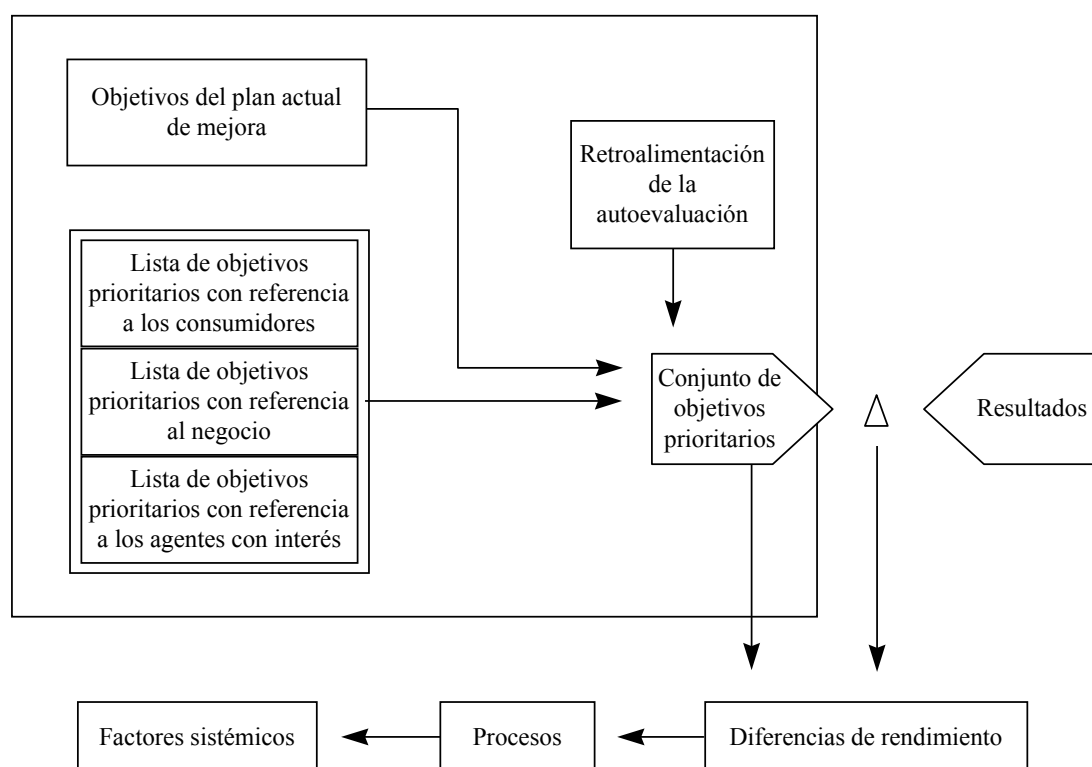 Objetivos del plan actual
de mejora
Retroalimentación
de la
autoevaluación
Lista de objetivos
prioritarios con referencia
a los consumidores
Lista de objetivos
prioritarios con referencia
al negocio
Lista de objetivos
prioritarios con referencia
a los agentes con interés
Conjunto de
objetivos
prioritarios
Δ
Resultados
Factores sistémicos
Procesos
Diferencias de rendimiento